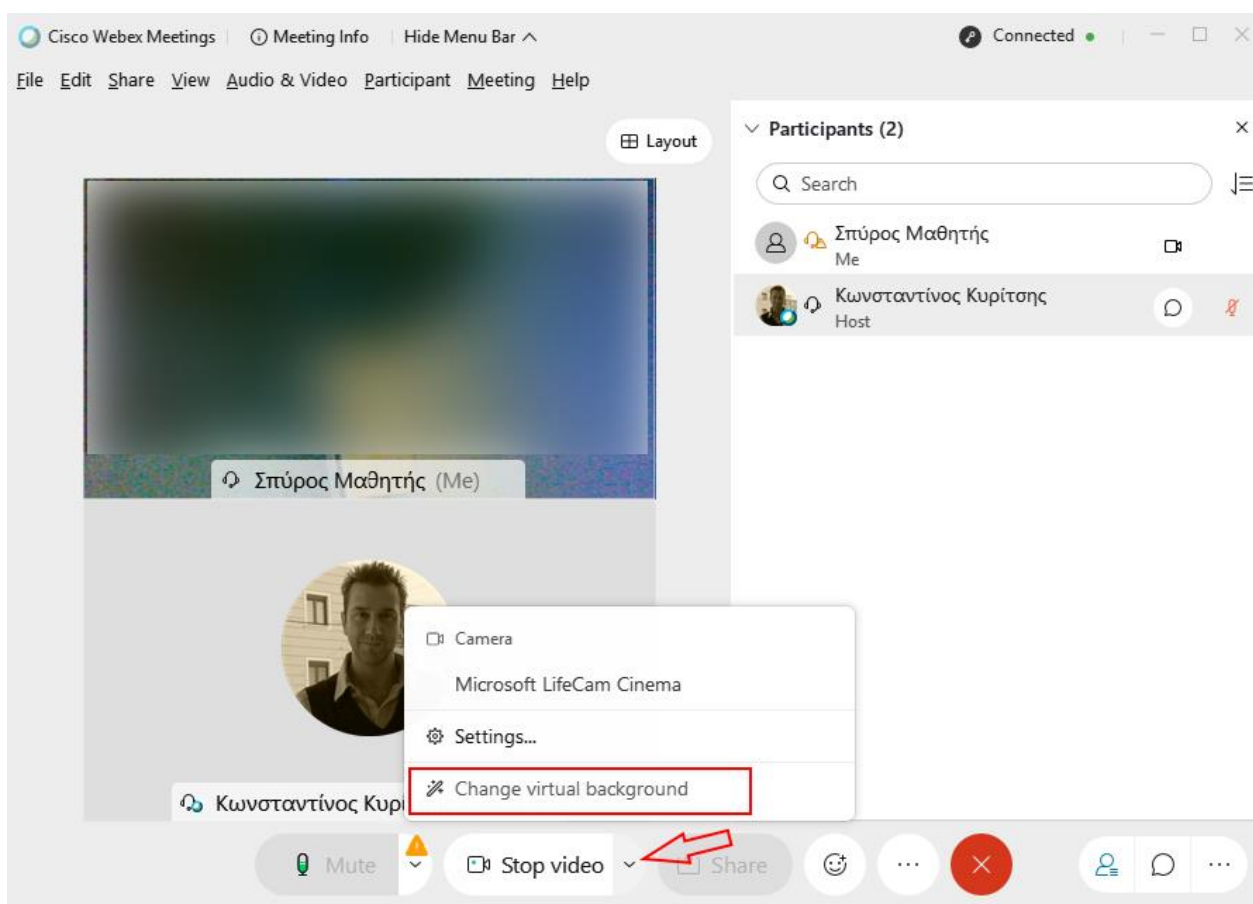 Cisco Webex Meetings Meeting Info Hide Menu Bar Connected
File Edit Share View Audio & Video Participant Meeting Help
Layout
Participants (2)
Search
Σπύρος Μαθητής
Me
Κωνσταντίνος Κυρίτσης
Host
Σπύρος Μαθητής (Me)
Camera
Microsoft LifeCam Cinema
Settings...
Change virtual background
Κωνσταντίνος Κυρί
Mute Stop video Share